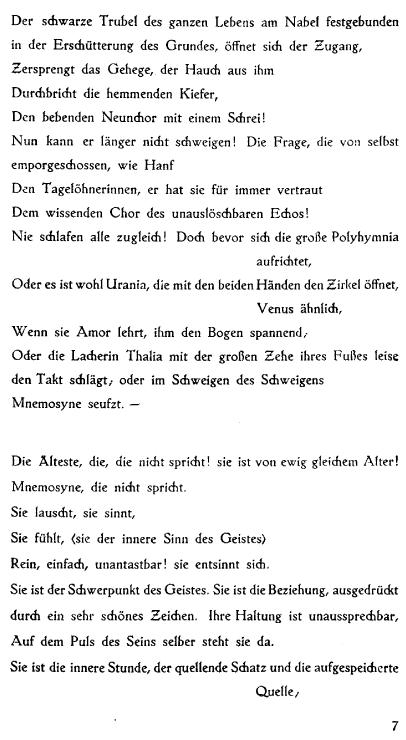 Der schwarze Trubel des ganzen Lebens am Nabel festgebunden
in der Erschütterung des Grundes, öffnet sich der Zugang,
Zersprengt das Gehege, der Hauch aus ihm
Durchbricht die hemmenden Kiefer,
Den bebenden Neunchor mit einem Schrei!
Nun kann er länger nicht schweigen! Die Frage, die von selbst
emporgeschossen, wie Hanf
Den Tagelöhnerinnen, er hat sie für immer vertraut
Dem wissenden Chor des unauslöschbaren Echos!
Nie schlafen alle zugleich! Doch bevor sich die große Polyhymnia
aufrichtet,
Oder es ist wohl Urania, die mit den beiden Händen den Zirkel öffnet,
Venus ähnlich,
Wenn sie Amor lehrt, ihm den Bogen spannend,
Oder die Lacherin Thalia mit der großen Zehe ihres Fußes leise
den Takt schlägt, oder im Schweigen des Schweigens
Mnemosyne seufzt. —
Die Älteste, die, die nicht spricht! sie ist von ewig gleichem Alter!
Mnemosyne, die nicht spricht.
Sie lauscht, sie sinnt,
Sie fühlt, (sie der innere Sinn des Geistes)
Rein, einfach, unantastbar! sie entsinnt sich.
Sie ist der Schwerpunkt des Geistes. Sie ist die Beziehung, ausgedrückt
durch ein sehr schönes Zeichen. Ihre Haltung ist unaussprechbar,
Auf dem Puls des Seins selber steht sie da.
Sie ist die innere Stunde, der quellende Schatz und die aufgespeicherte
Quelle,
7